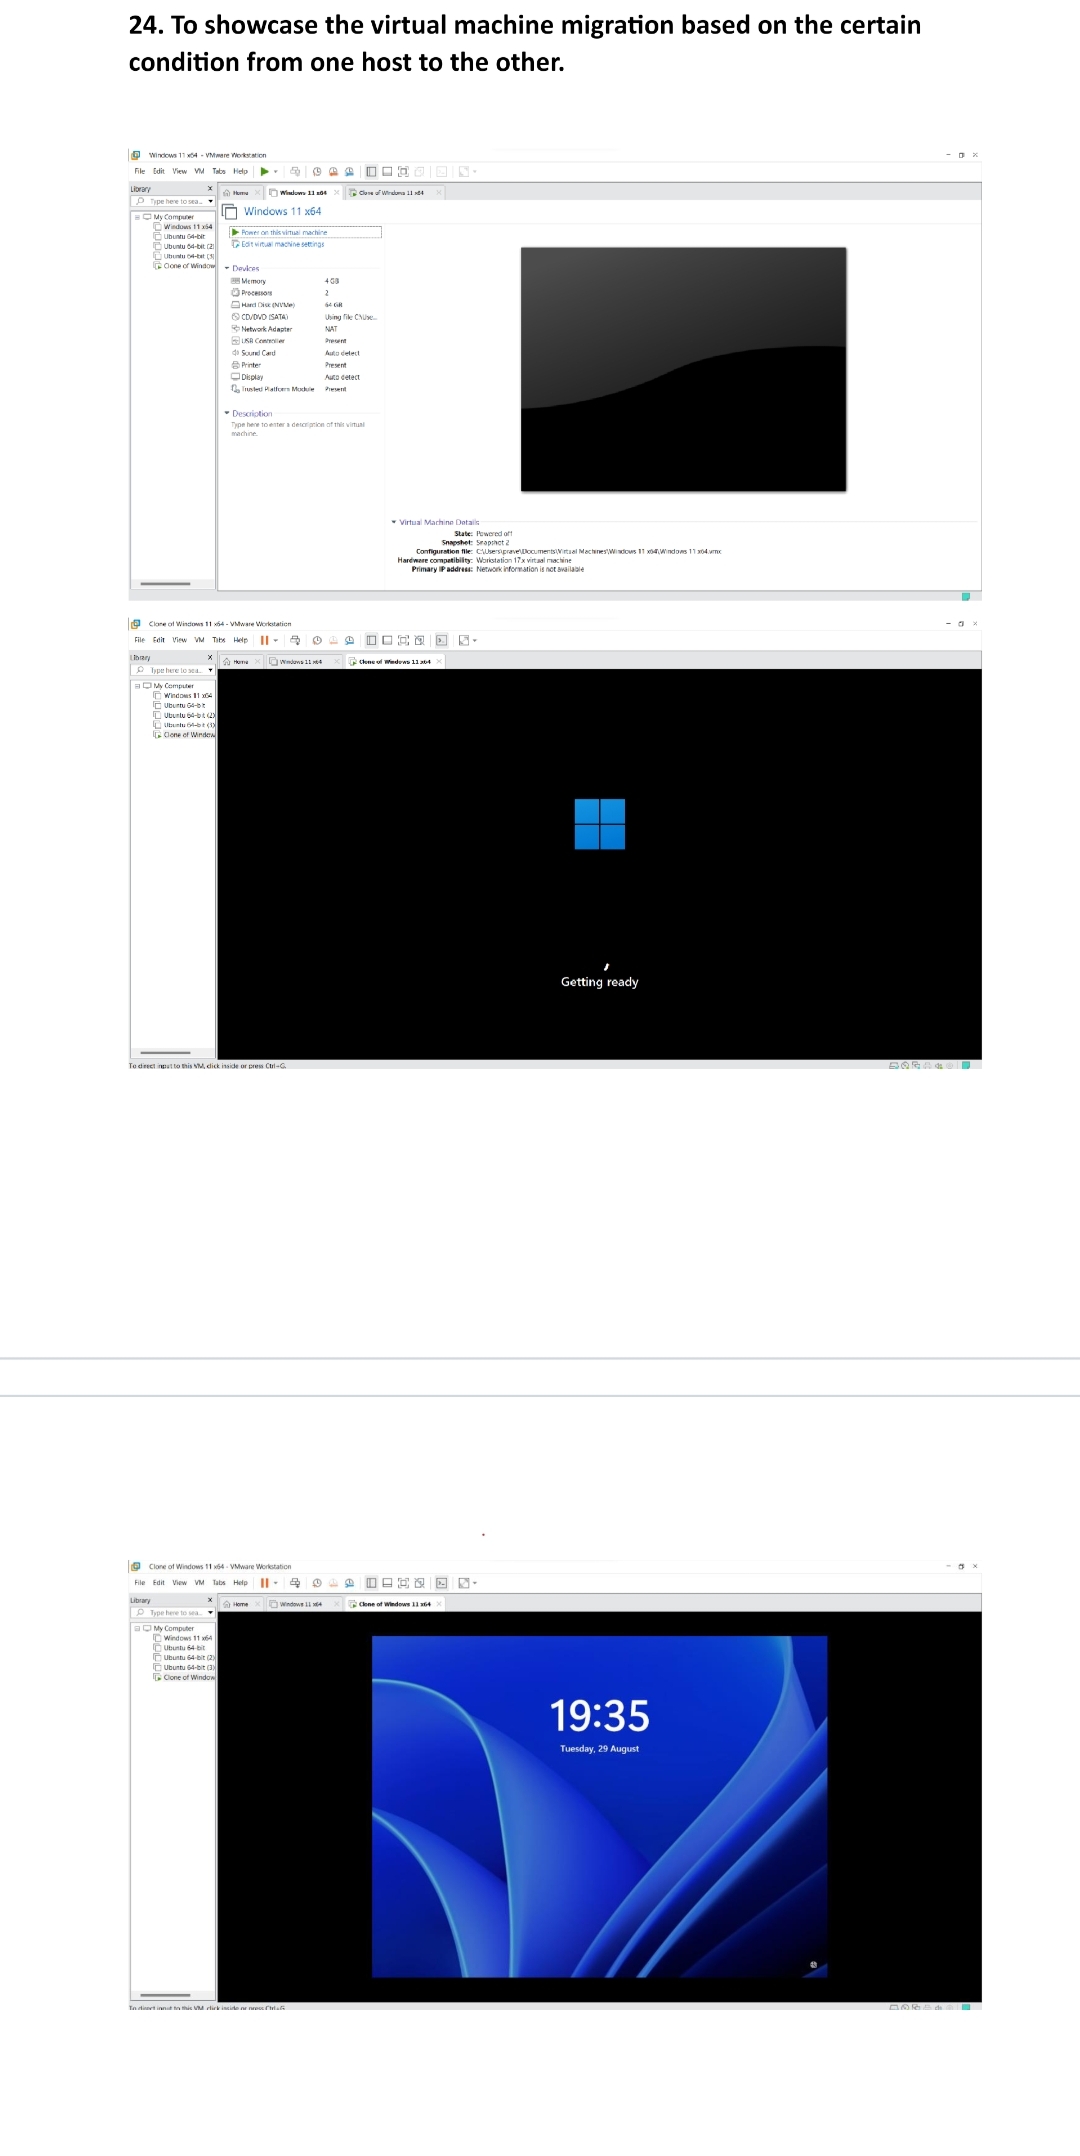 24. To showcase the virtual machine migration based on the certain
condition from one host to the other.
Windows 11 x64 - VMware Workstation
File Edit View VM Tabs Help
Library
Type here to sea...
Home
Windows 11 x64
Clone of Windows 11 x64
My Computer
Windows 11 x64
Ubuntu 64-bit
Ubuntu 64-bit (2)
Ubuntu 64-bit (3)
Clone of Window
Windows 11 x64
Power on this virtual machine
Edit virtual machine settings
Devices
Memory 4 GB
Processors 2
Hard Disk (NVMe) 64 GB
CD/DVD (SATA) Using file C:\Use...
Network Adapter NAT
USB Controller Present
Sound Card Auto detect
Printer Present
Display Auto detect
Trusted Platform Module Present
Description
Type here to enter a description of this virtual
machine.
Virtual Machine Details
State: Powered off
Snapshot: Snapshot 2
Configuration file: C:\Users\prave\Documents\Virtual Machines\Windows 11 x64\Windows 11 x64.vmx
Hardware compatibility: Workstation 17.x virtual machine
Primary IP address: Network information is not available
Clone of Windows 11 x64 - VMware Workstation
File Edit View VM Tabs Help
Library
Type here to sea...
Home
Windows 11 x64
Clone of Windows 11 x64
My Computer
Windows 11 x64
Ubuntu 64-bit
Ubuntu 64-bit (2)
Ubuntu 64-bit (3)
Clone of Window
Getting ready
To direct input to this VM, click inside or press Ctrl+G.
Clone of Windows 11 x64 - VMware Workstation
File Edit View VM Tabs Help
Library
Type here to sea...
Home
Windows 11 x64
Clone of Windows 11 x64
My Computer
Windows 11 x64
Ubuntu 64-bit
Ubuntu 64-bit (2)
Ubuntu 64-bit (3)
Clone of Window
19:35
Tuesday, 29 August
To direct input to this VM, click inside or press Ctrl+G.